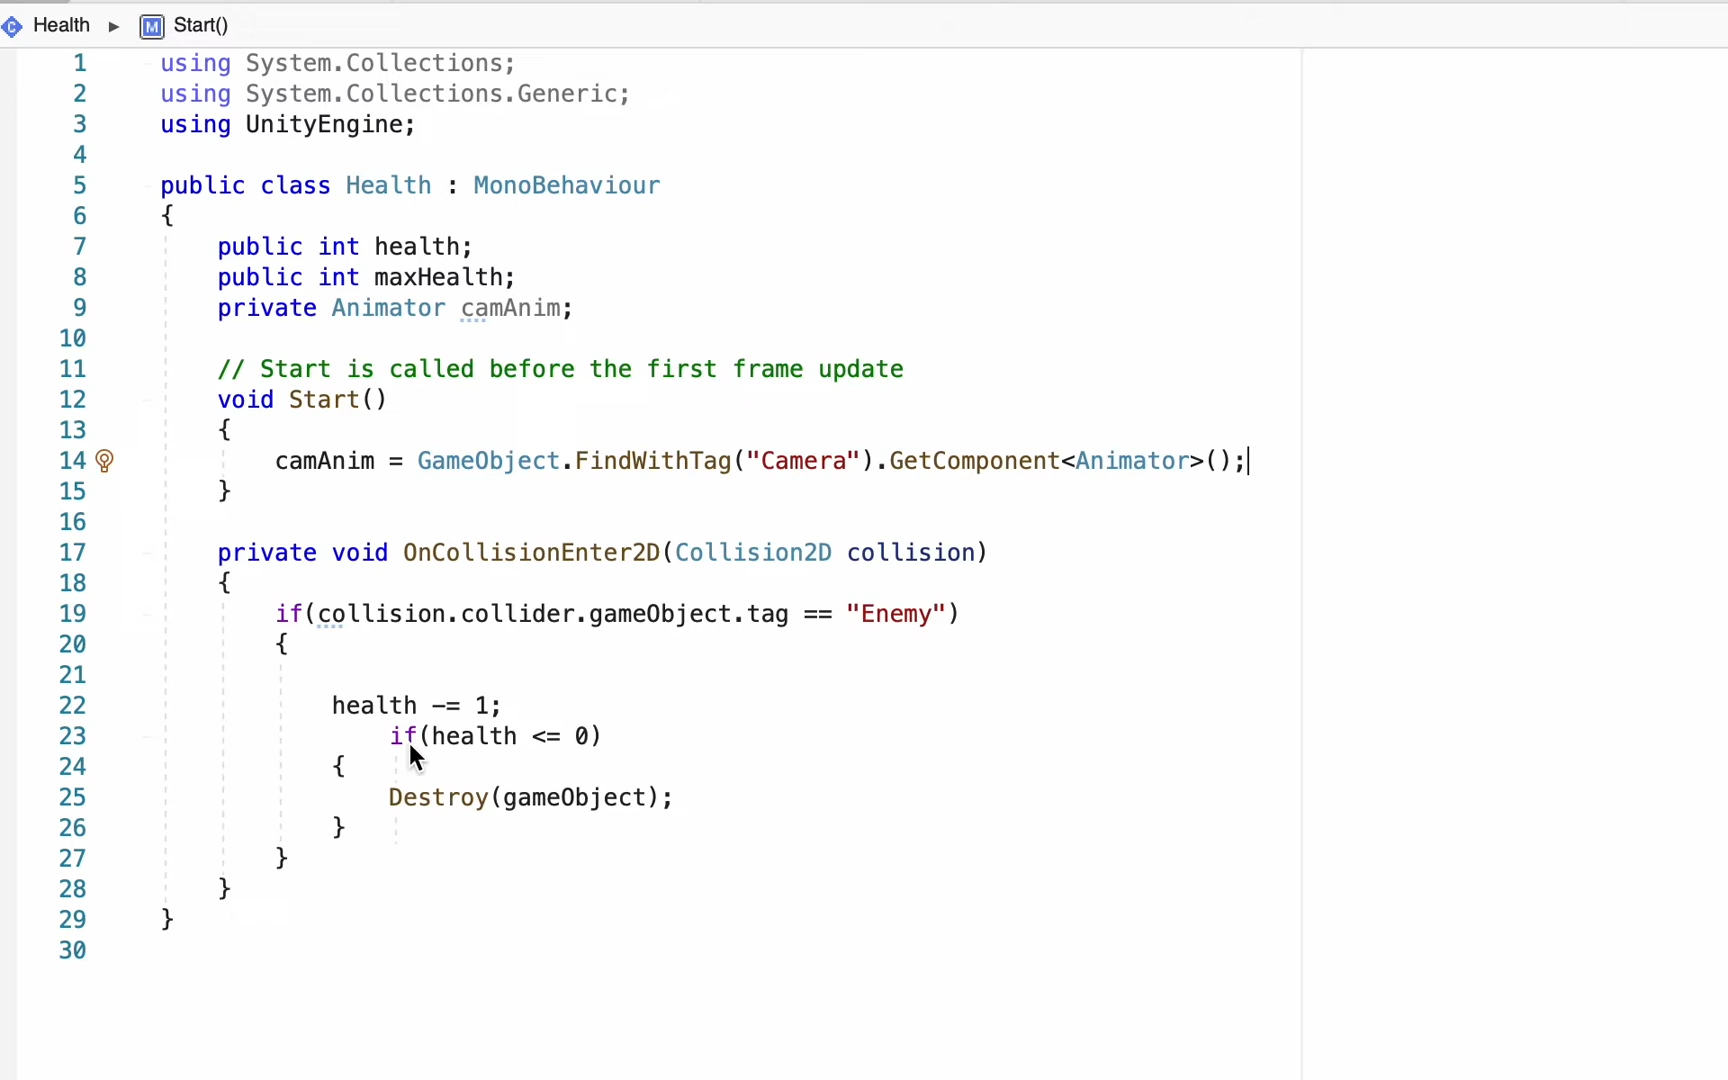 Health ▸ M Start()
1 using System.Collections;
2 using System.Collections.Generic;
3 using UnityEngine;
4
5 public class Health : MonoBehaviour
6 {
7 public int health;
8 public int maxHealth;
9 private Animator camAnim;
10
11 // Start is called before the first frame update
12 void Start()
13 {
14 camAnim = GameObject.FindWithTag("Camera").GetComponent<Animator>();
15 }
16
17 private void OnCollisionEnter2D(Collision2D collision)
18 {
19 if(collision.collider.gameObject.tag == "Enemy")
20 {
21
22 health -= 1;
23 if(health <= 0)
24 {
25 Destroy(gameObject);
26 }
27 }
28 }
29 }
30